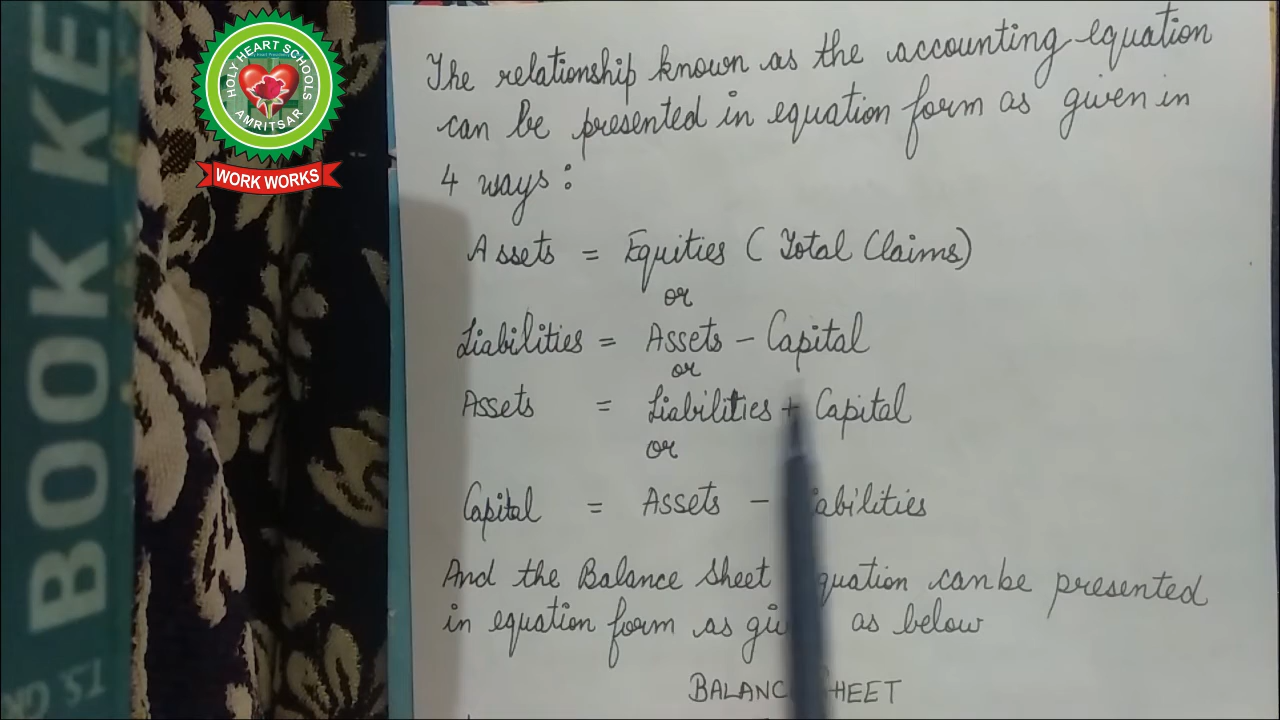 HOLY HEART SCHOOLS
AMRITSAR
WORK WORKS
BOOK KE
The relationship known as the accounting equation
can be presented in equation form as given in
4 ways:
Assets = Equities (Total Claims)
or
Liabilities = Assets - Capital
or
Assets = Liabilities + Capital
or
Capital = Assets - iabilities
And the Balance Sheet quation can be presented
in equation form as gi as below
BALANC HEET